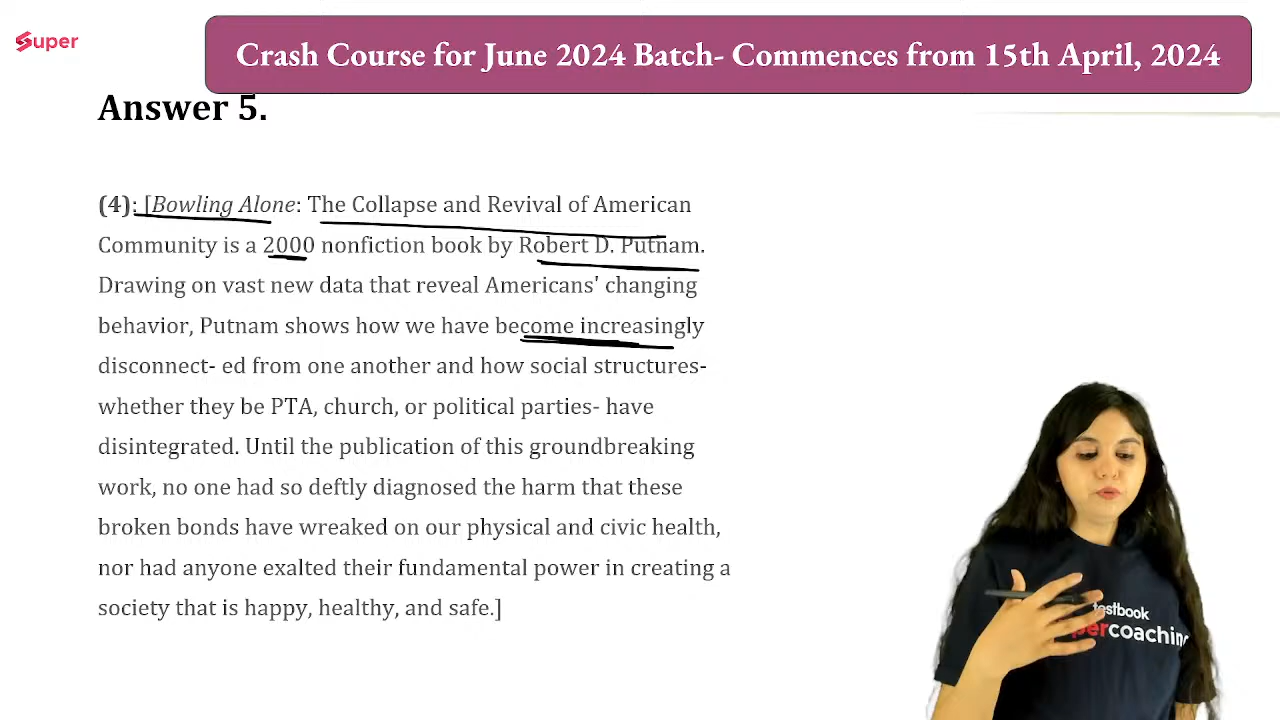 Super
Crash Course for June 2024 Batch- Commences from 15th April, 2024
Answer 5.
(4): [Bowling Alone: The Collapse and Revival of American
Community is a 2000 nonfiction book by Robert D. Putnam.
Drawing on vast new data that reveal Americans' changing
behavior, Putnam shows how we have become increasingly
disconnect- ed from one another and how social structures-
whether they be PTA, church, or political parties- have
disintegrated. Until the publication of this groundbreaking
work, no one had so deftly diagnosed the harm that these
broken bonds have wreaked on our physical and civic health,
nor had anyone exalted their fundamental power in creating a
society that is happy, healthy, and safe.]
testbook
percoaching